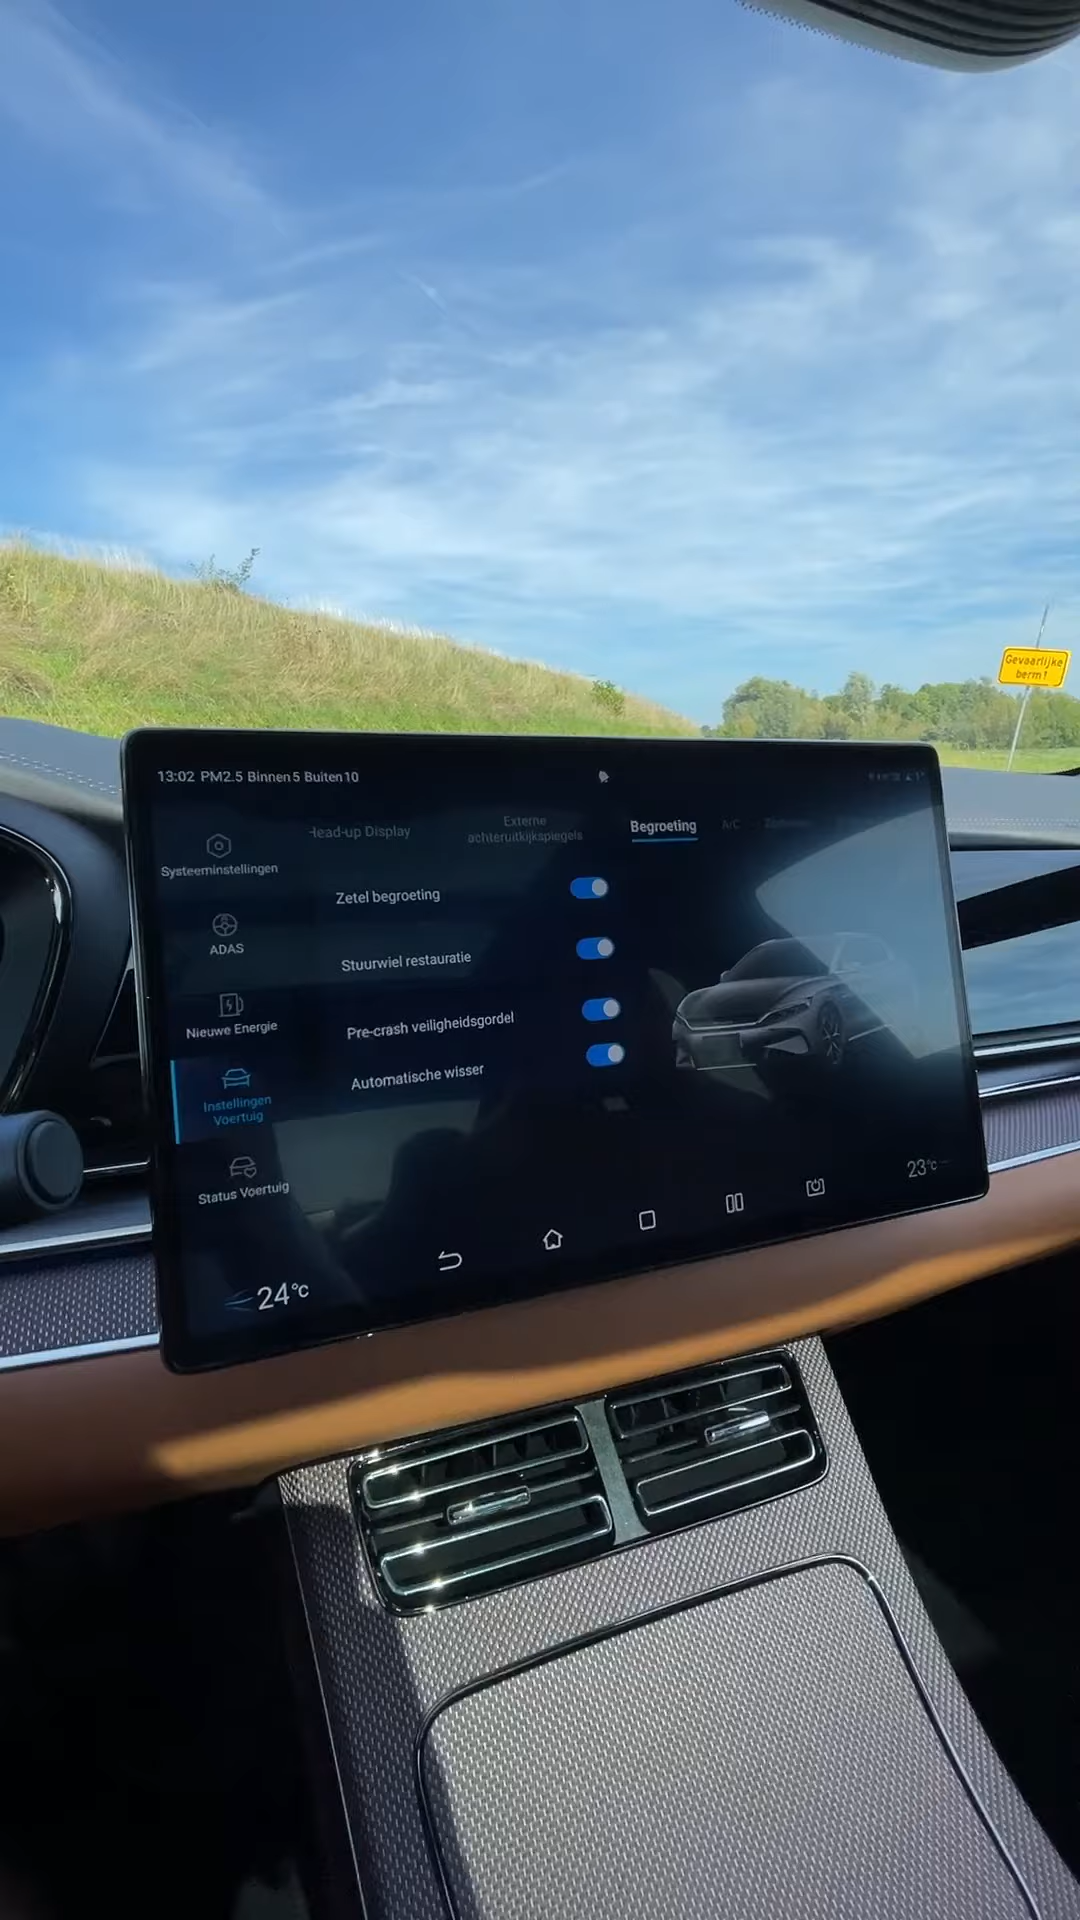 Gevaarlijke
berm!
13:02 PM2.5 Binnen 5 Buiten 10
Head-up Display
Externe
achteruitkijkspiegels
Begroeting
A/C
Systeeminstellingen
ADAS
Nieuwe Energie
Instellingen
Voertuig
Status Voertuig
Zetel begroeting
Stuurwiel restauratie
Pre-crash veiligheidsgordel
Automatische wisser
24°c
23°c